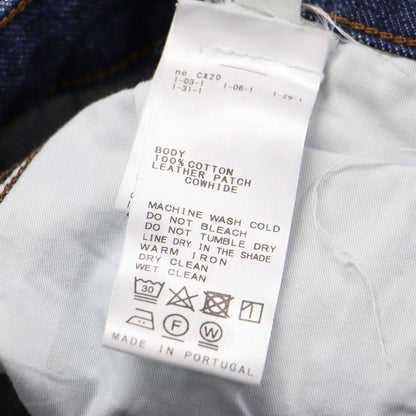 no. CX20
1-03-1 1-06-1 1-29-1
1-31-1
BODY
100% COTTON
LEATHER PATCH
COWHIDE
MACHINE WASH COLD
DO NOT BLEACH
DO NOT TUMBLE DRY
LINE DRY IN THE SHADE
WARM IRON
DRY CLEAN
WET CLEAN
30
F W
MADE IN PORTUGAL